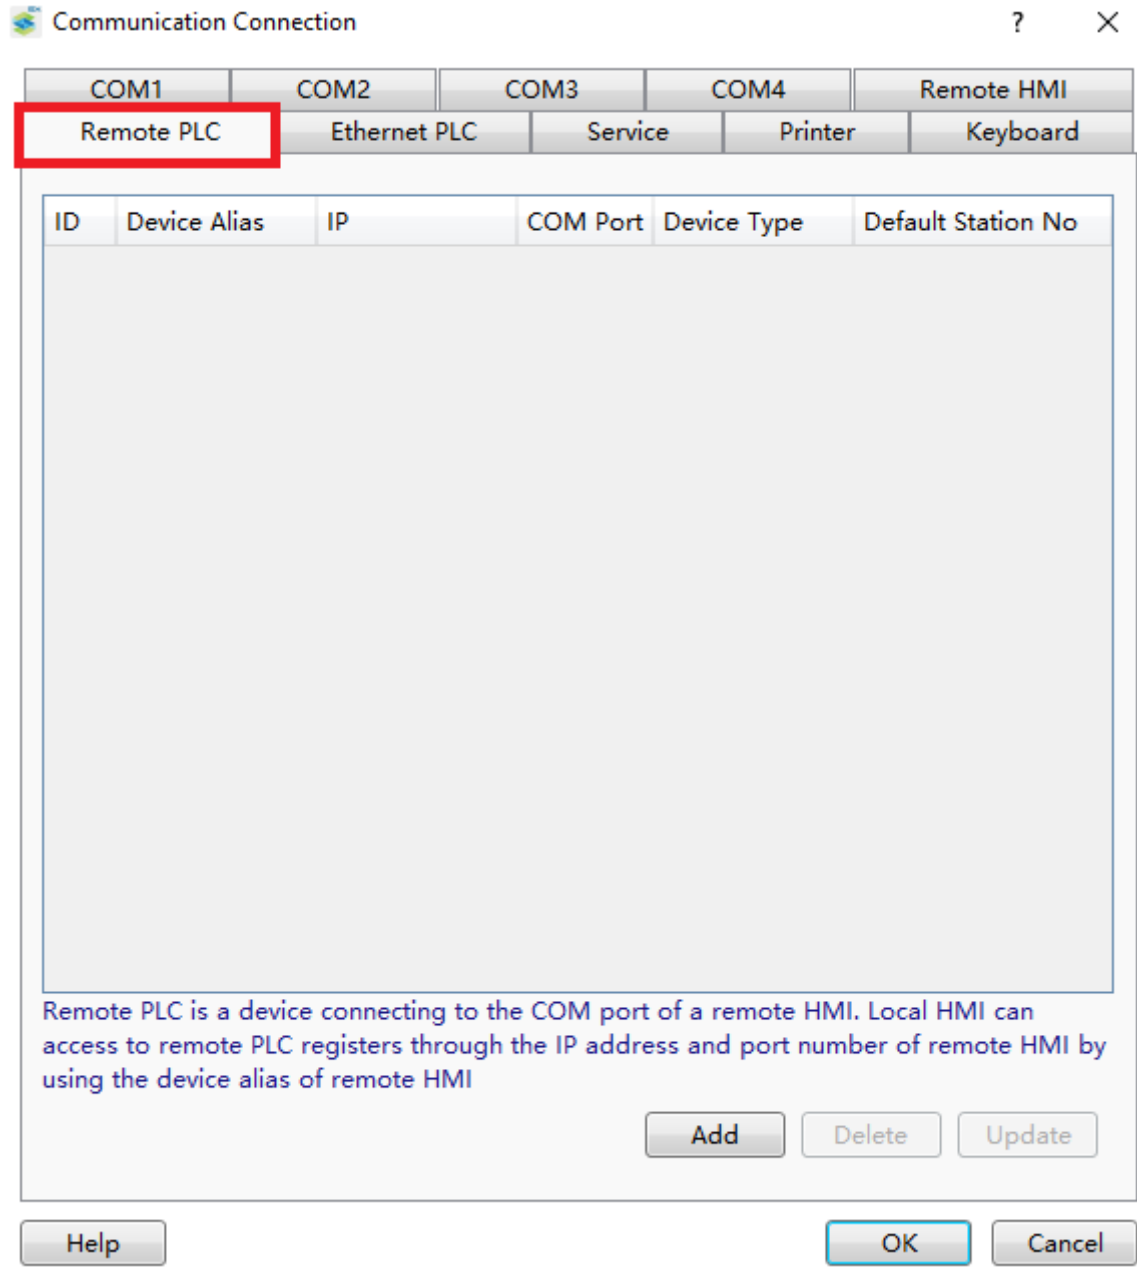 Communication Connection ?
COM1 COM2 COM3 COM4 Remote HMI
Remote PLC Ethernet PLC Service Printer Keyboard
ID Device Alias IP COM Port Device Type Default Station No
Remote PLC is a device connecting to the COM port of a remote HMI. Local HMI can
access to remote PLC registers through the IP address and port number of remote HMI by
using the device alias of remote HMI
Add Delete Update
Help OK Cancel